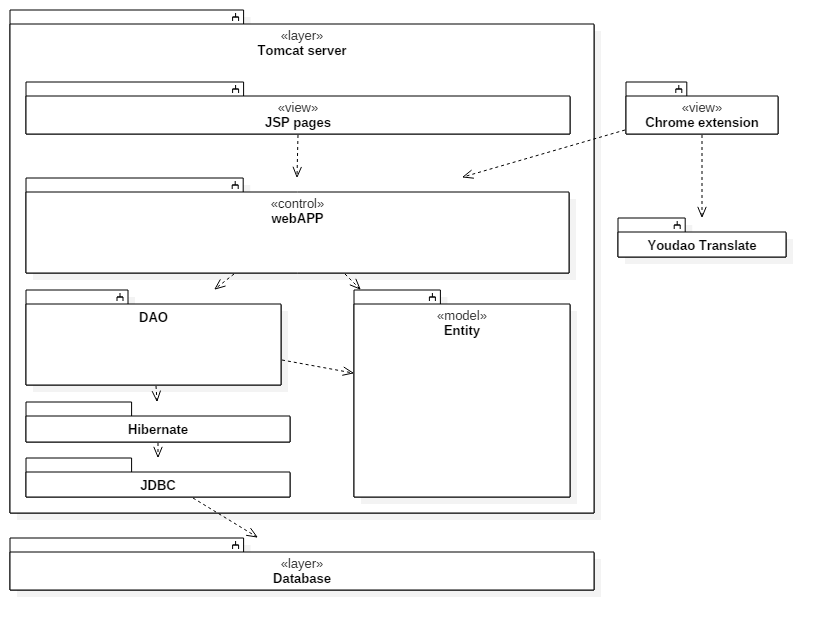 «layer»
Tomcat server
«view»
JSP pages
«view»
Chrome extension
«control»
webAPP
Youdao Translate
DAO
«model»
Entity
Hibernate
JDBC
«layer»
Database